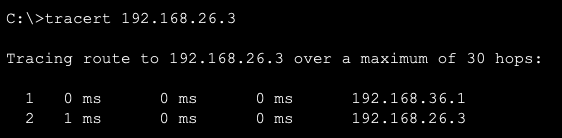 C:\>tracert 192.168.26.3
Tracing route to 192.168.26.3 over a maximum of 30 hops:
1 0 ms 0 ms 0 ms 192.168.36.1
2 1 ms 0 ms 0 ms 192.168.26.3